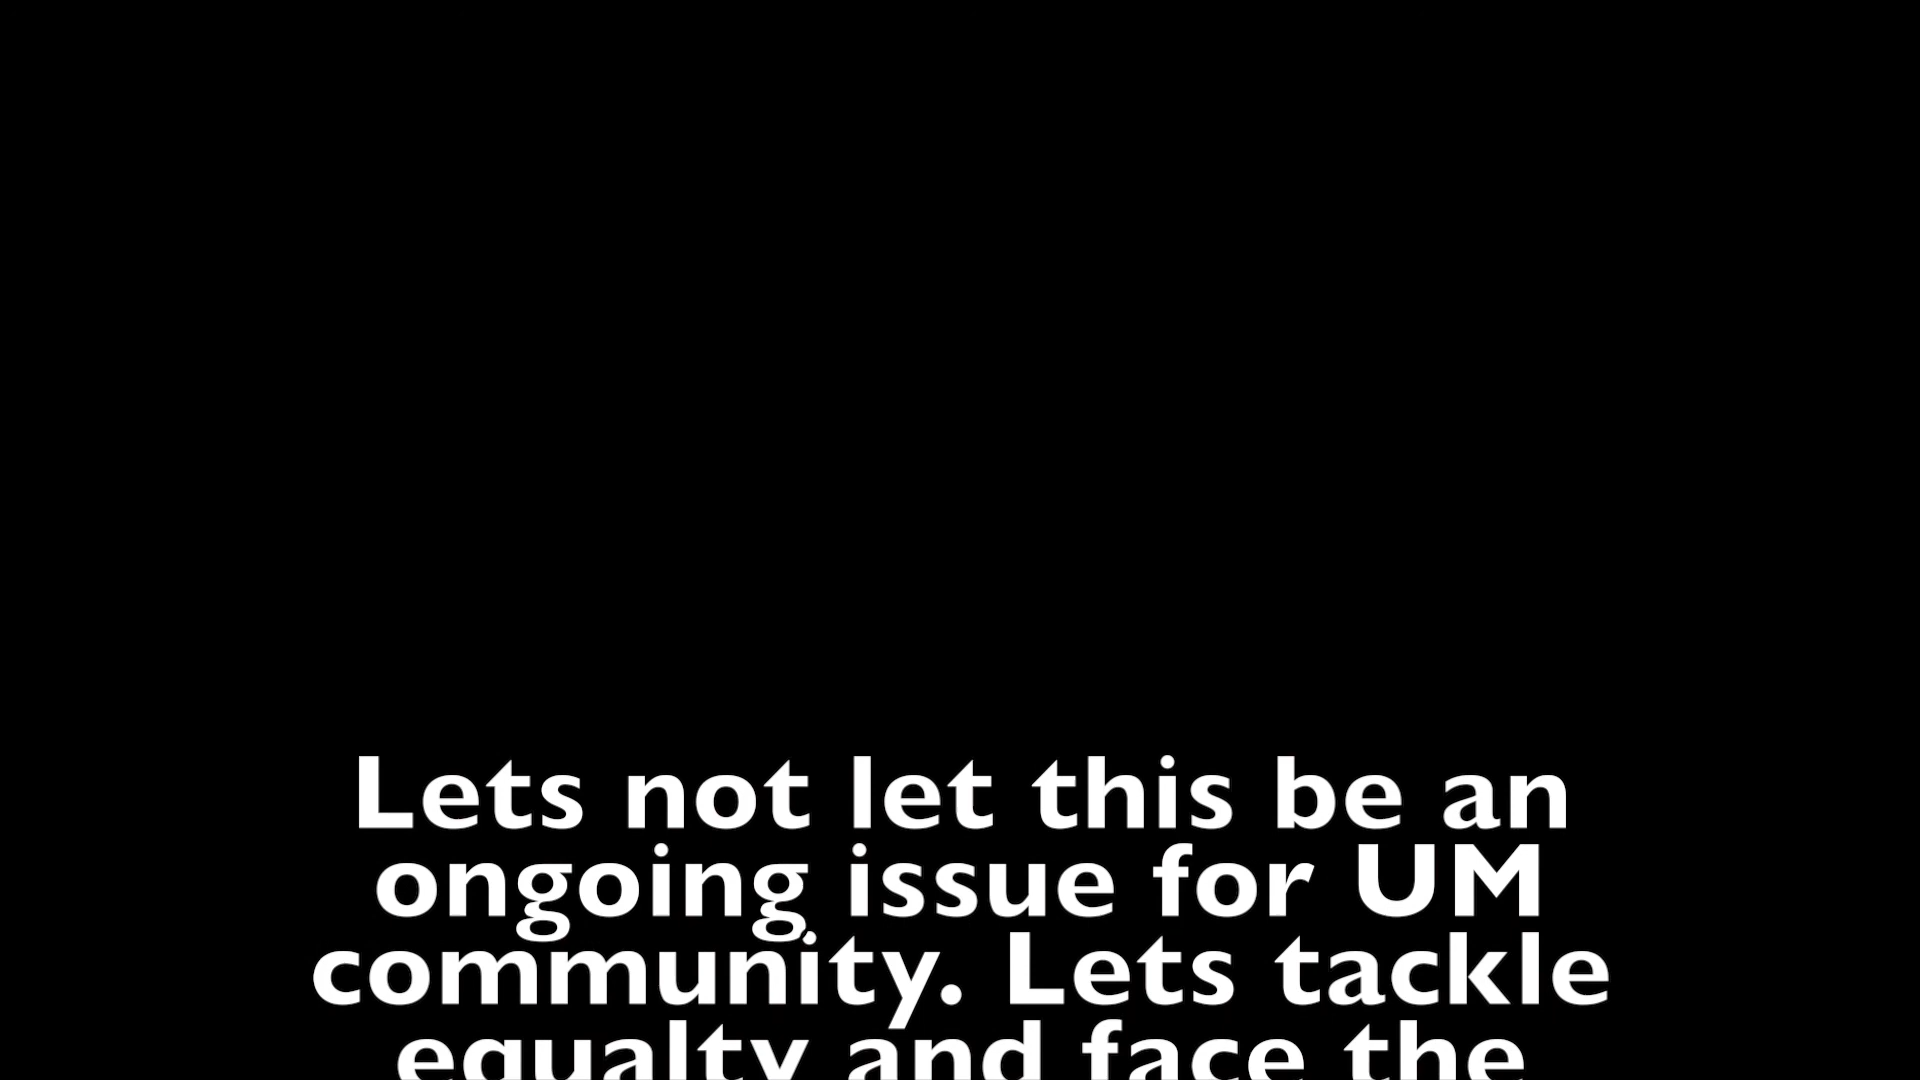 Lets not let this be an
ongoing issue for UM
community. Lets tackle
equalty and face the